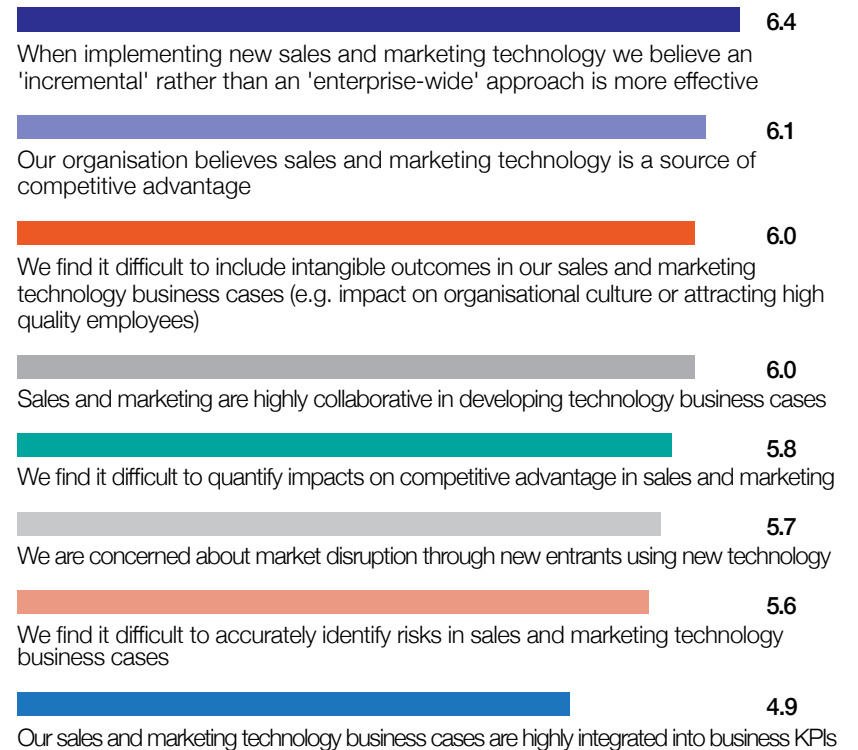 6.4
When implementing new sales and marketing technology we believe an
'incremental' rather than an 'enterprise-wide' approach is more effective
6.1
Our organisation believes sales and marketing technology is a source of
competitive advantage
6.0
We find it difficult to include intangible outcomes in our sales and marketing
technology business cases (e.g. impact on organisational culture or attracting high
quality employees)
6.0
Sales and marketing are highly collaborative in developing technology business cases
5.8
We find it difficult to quantify impacts on competitive advantage in sales and marketing
5.7
We are concerned about market disruption through new entrants using new technology
5.6
We find it difficult to accurately identify risks in sales and marketing technology
business cases
4.9
Our sales and marketing technology business cases are highly integrated into business KPIs